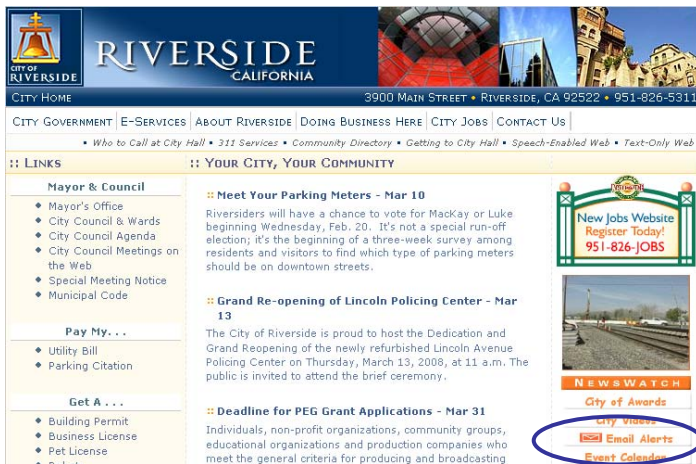 CITY OF
RIVERSIDE
RIVERSIDE
CALIFORNIA
CITY HOME
3900 MAIN STREET • RIVERSIDE, CA 92522 • 951-826-5311
CITY GOVERNMENT | E-SERVICES | ABOUT RIVERSIDE | DOING BUSINESS HERE | CITY JOBS | CONTACT US
• Who to Call at City Hall • 311 Services • Community Directory • Getting to City Hall • Speech-Enabled Web • Text-Only Web
:: LINKS
Mayor & Council
Mayor's Office
City Council & Wards
City Council Agenda
City Council Meetings on
the Web
Special Meeting Notice
Municipal Code
Pay My...
Utility Bill
Parking Citation
Get A ...
Building Permit
Business License
Pet License
:: YOUR CITY, YOUR COMMUNITY
:: Meet Your Parking Meters - Mar 10
Riversiders will have a chance to vote for MacKay or Luke
beginning Wednesday, Feb. 20. It's not a special run-off
election; it's the beginning of a three-week survey among
residents and visitors to find which type of parking meters
should be on downtown streets.
:: Grand Re-opening of Lincoln Policing Center - Mar
13
The City of Riverside is proud to host the Dedication and
Grand Reopening of the newly refurbished Lincoln Avenue
Policing Center on Thursday, March 13, 2008, at 11 a.m. The
public is invited to attend the brief ceremony.
:: Deadline for PEG Grant Applications - Mar 31
Individuals, non-profit organizations, community groups,
educational organizations and production companies who
meet the general criteria for producing and broadcasting
New Jobs Website
Register Today!
951-826-JOBS
NEWSWATCH
City of Awards
City Videos
Email Alerts
Event Calendar